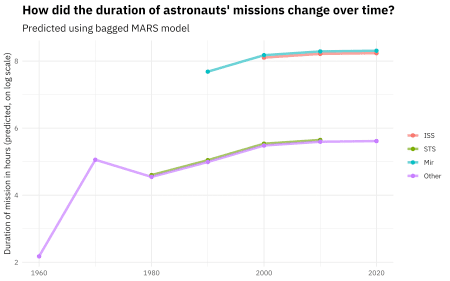 How did the duration of astronauts' missions change over time?
Predicted using bagged MARS model
Duration of mission in hours (predicted, on log scale)
8
6
4
2
1960
1980
2000
2020
ISS
STS
Mir
Other